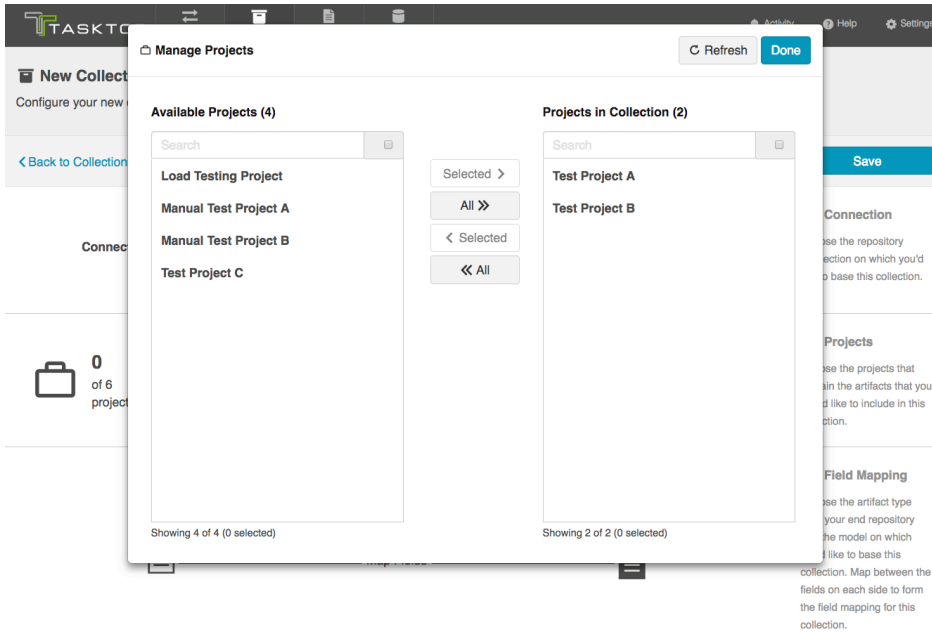 TASKTO
Activity
Help
Settings
Manage Projects
Refresh
Done
New Collect
Configure your new
Available Projects (4)
Projects in Collection (2)
Search
Search
Back to Collection
Save
Load Testing Project
Manual Test Project A
Manual Test Project B
Test Project C
Selected
All
Selected
All
Test Project A
Test Project B
Connec
0
of 6
project
Connection
ose the repository
ection on which you'd
o base this collection.
Projects
ose the projects that
ain the artifacts that you
d like to include in this
ction.
Showing 4 of 4 (0 selected)
Showing 2 of 2 (0 selected)
Field Mapping
ose the artifact type
your end repository
he model on which
d like to base this
collection. Map between the
fields on each side to form
the field mapping for this
collection.